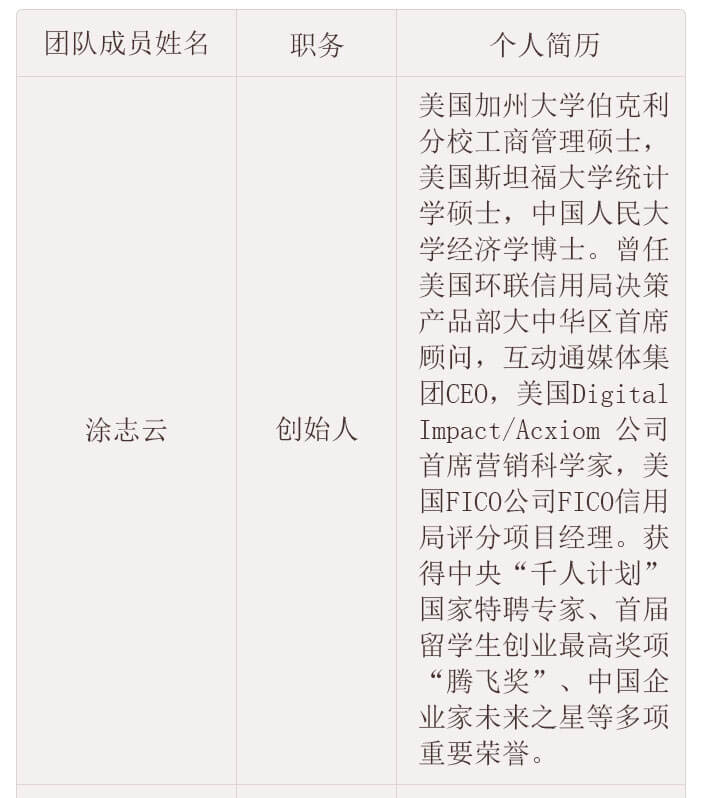 团队成员姓名 职务 个人简历
涂志云
创始人
美国加州大学伯克利
分校工商管理硕士，
美国斯坦福大学统计
学硕士，中国人民大
学经济学博士。曾任
美国环联信用局决策
产品部大中华区首席
顾问，互动通媒体集
团CEO，美国Digital
Impact/Acxiom 公司
首席营销科学家，美
国FICO公司FICO信用
局评分项目经理。获
得中央“千人计划”
国家特聘专家、首届
留学生创业最高奖项
“腾飞奖”、中国企
业家未来之星等多项
重要荣誉。